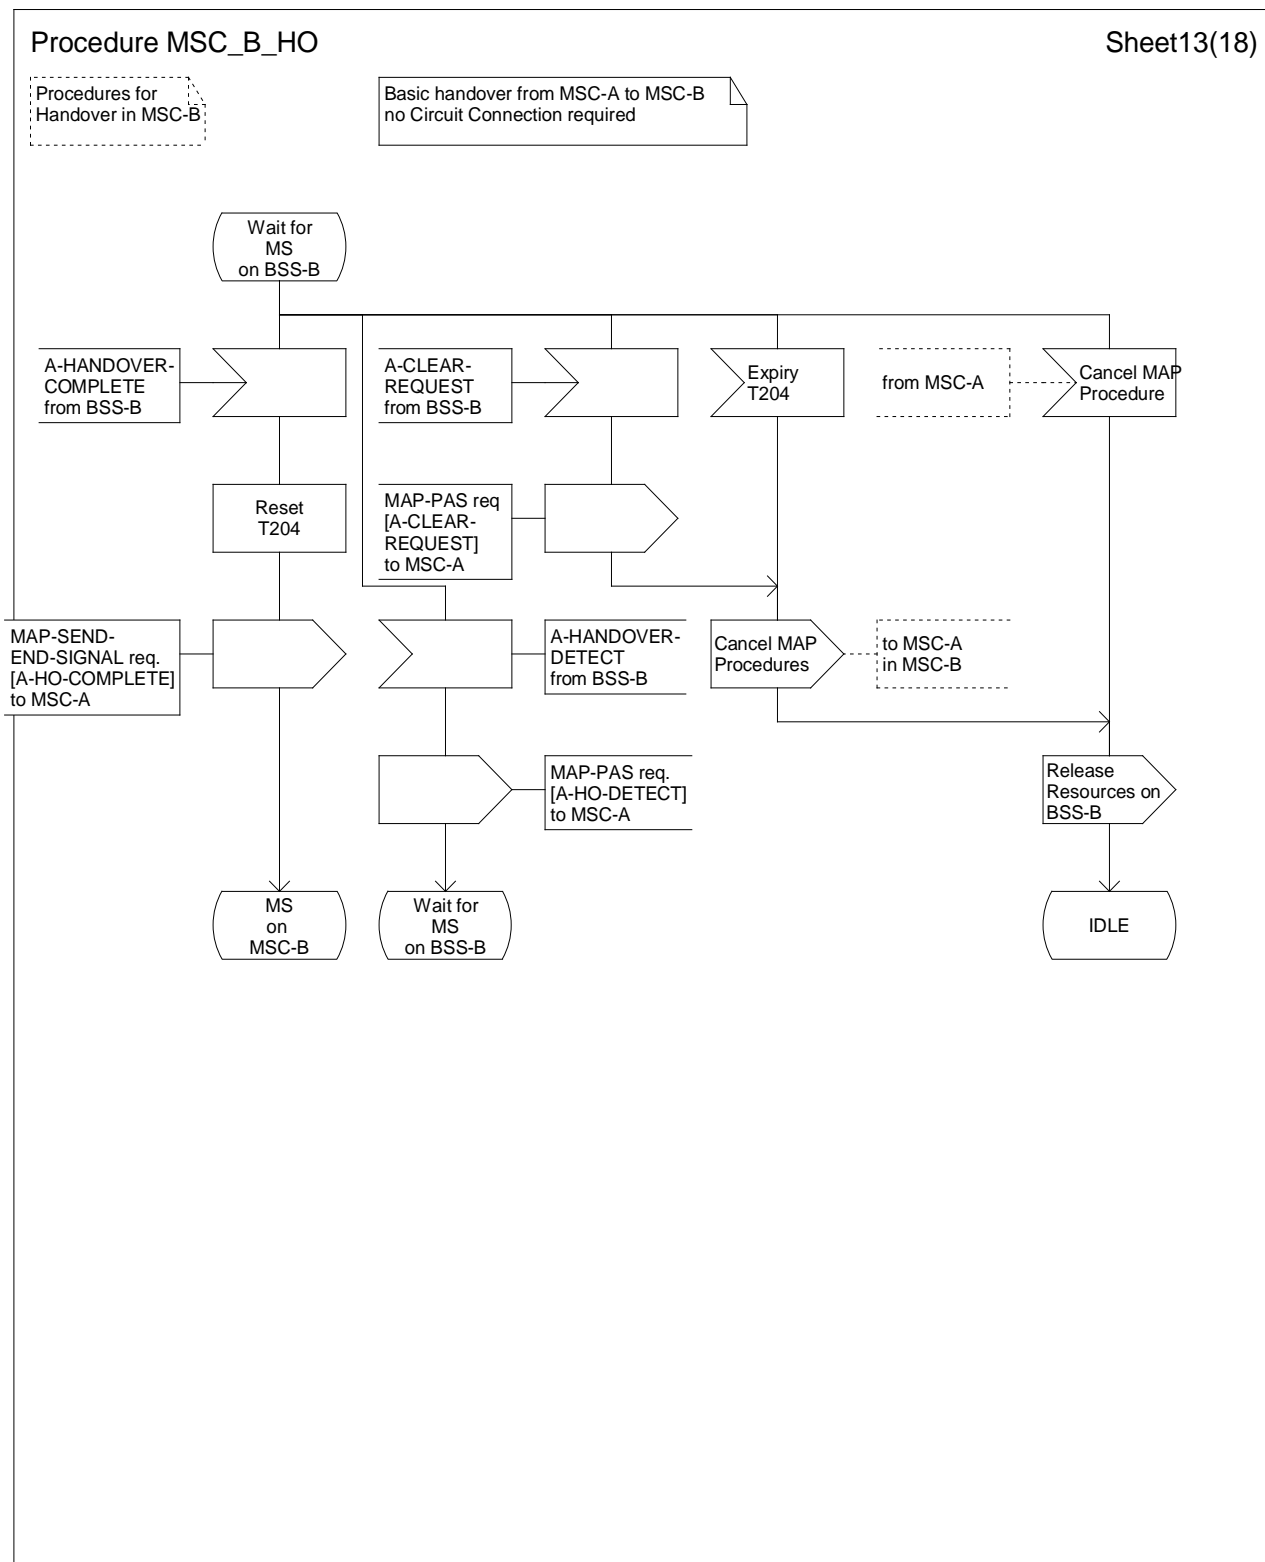 Procedure MSC_B_HO
Sheet13(18)
Procedures for
Handover in MSC-B
Basic handover from MSC-A to MSC-B
no Circuit Connection required
Wait for
MS
on BSS-B
A-HANDOVER-
COMPLETE
from BSS-B
A-CLEAR-
REQUEST
from BSS-B
Expiry
T204
from MSC-A
Cancel MAP
Procedure
Reset
T204
MAP-PAS req
[A-CLEAR-
REQUEST]
to MSC-A
MAP-SEND-
END-SIGNAL req.
[A-HO-COMPLETE]
to MSC-A
A-HANDOVER-
DETECT
from BSS-B
Cancel MAP
Procedures
to MSC-A
in MSC-B
MAP-PAS req.
[A-HO-DETECT]
to MSC-A
Release
Resources on
BSS-B
MS
on
MSC-B
Wait for
MS
on BSS-B
IDLE